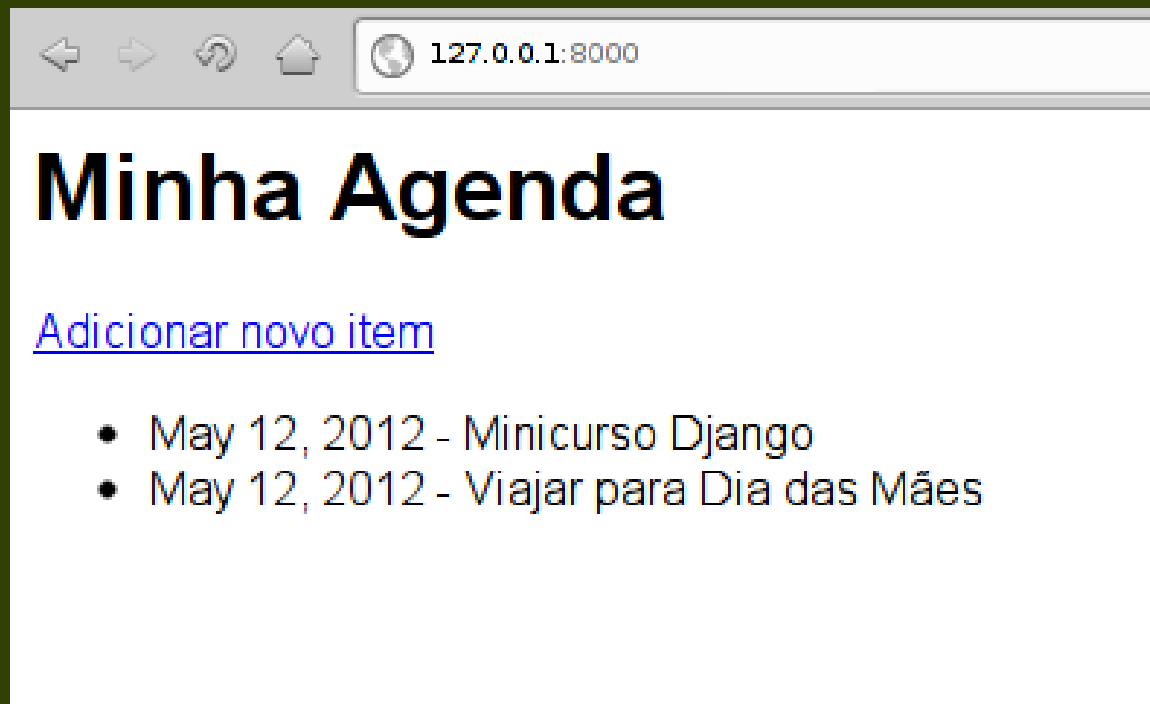 127.0.0.1:8000
Minha Agenda
Adicionar novo item
May 12, 2012 - Minicurso Django
May 12, 2012 - Viajar para Dia das Mães